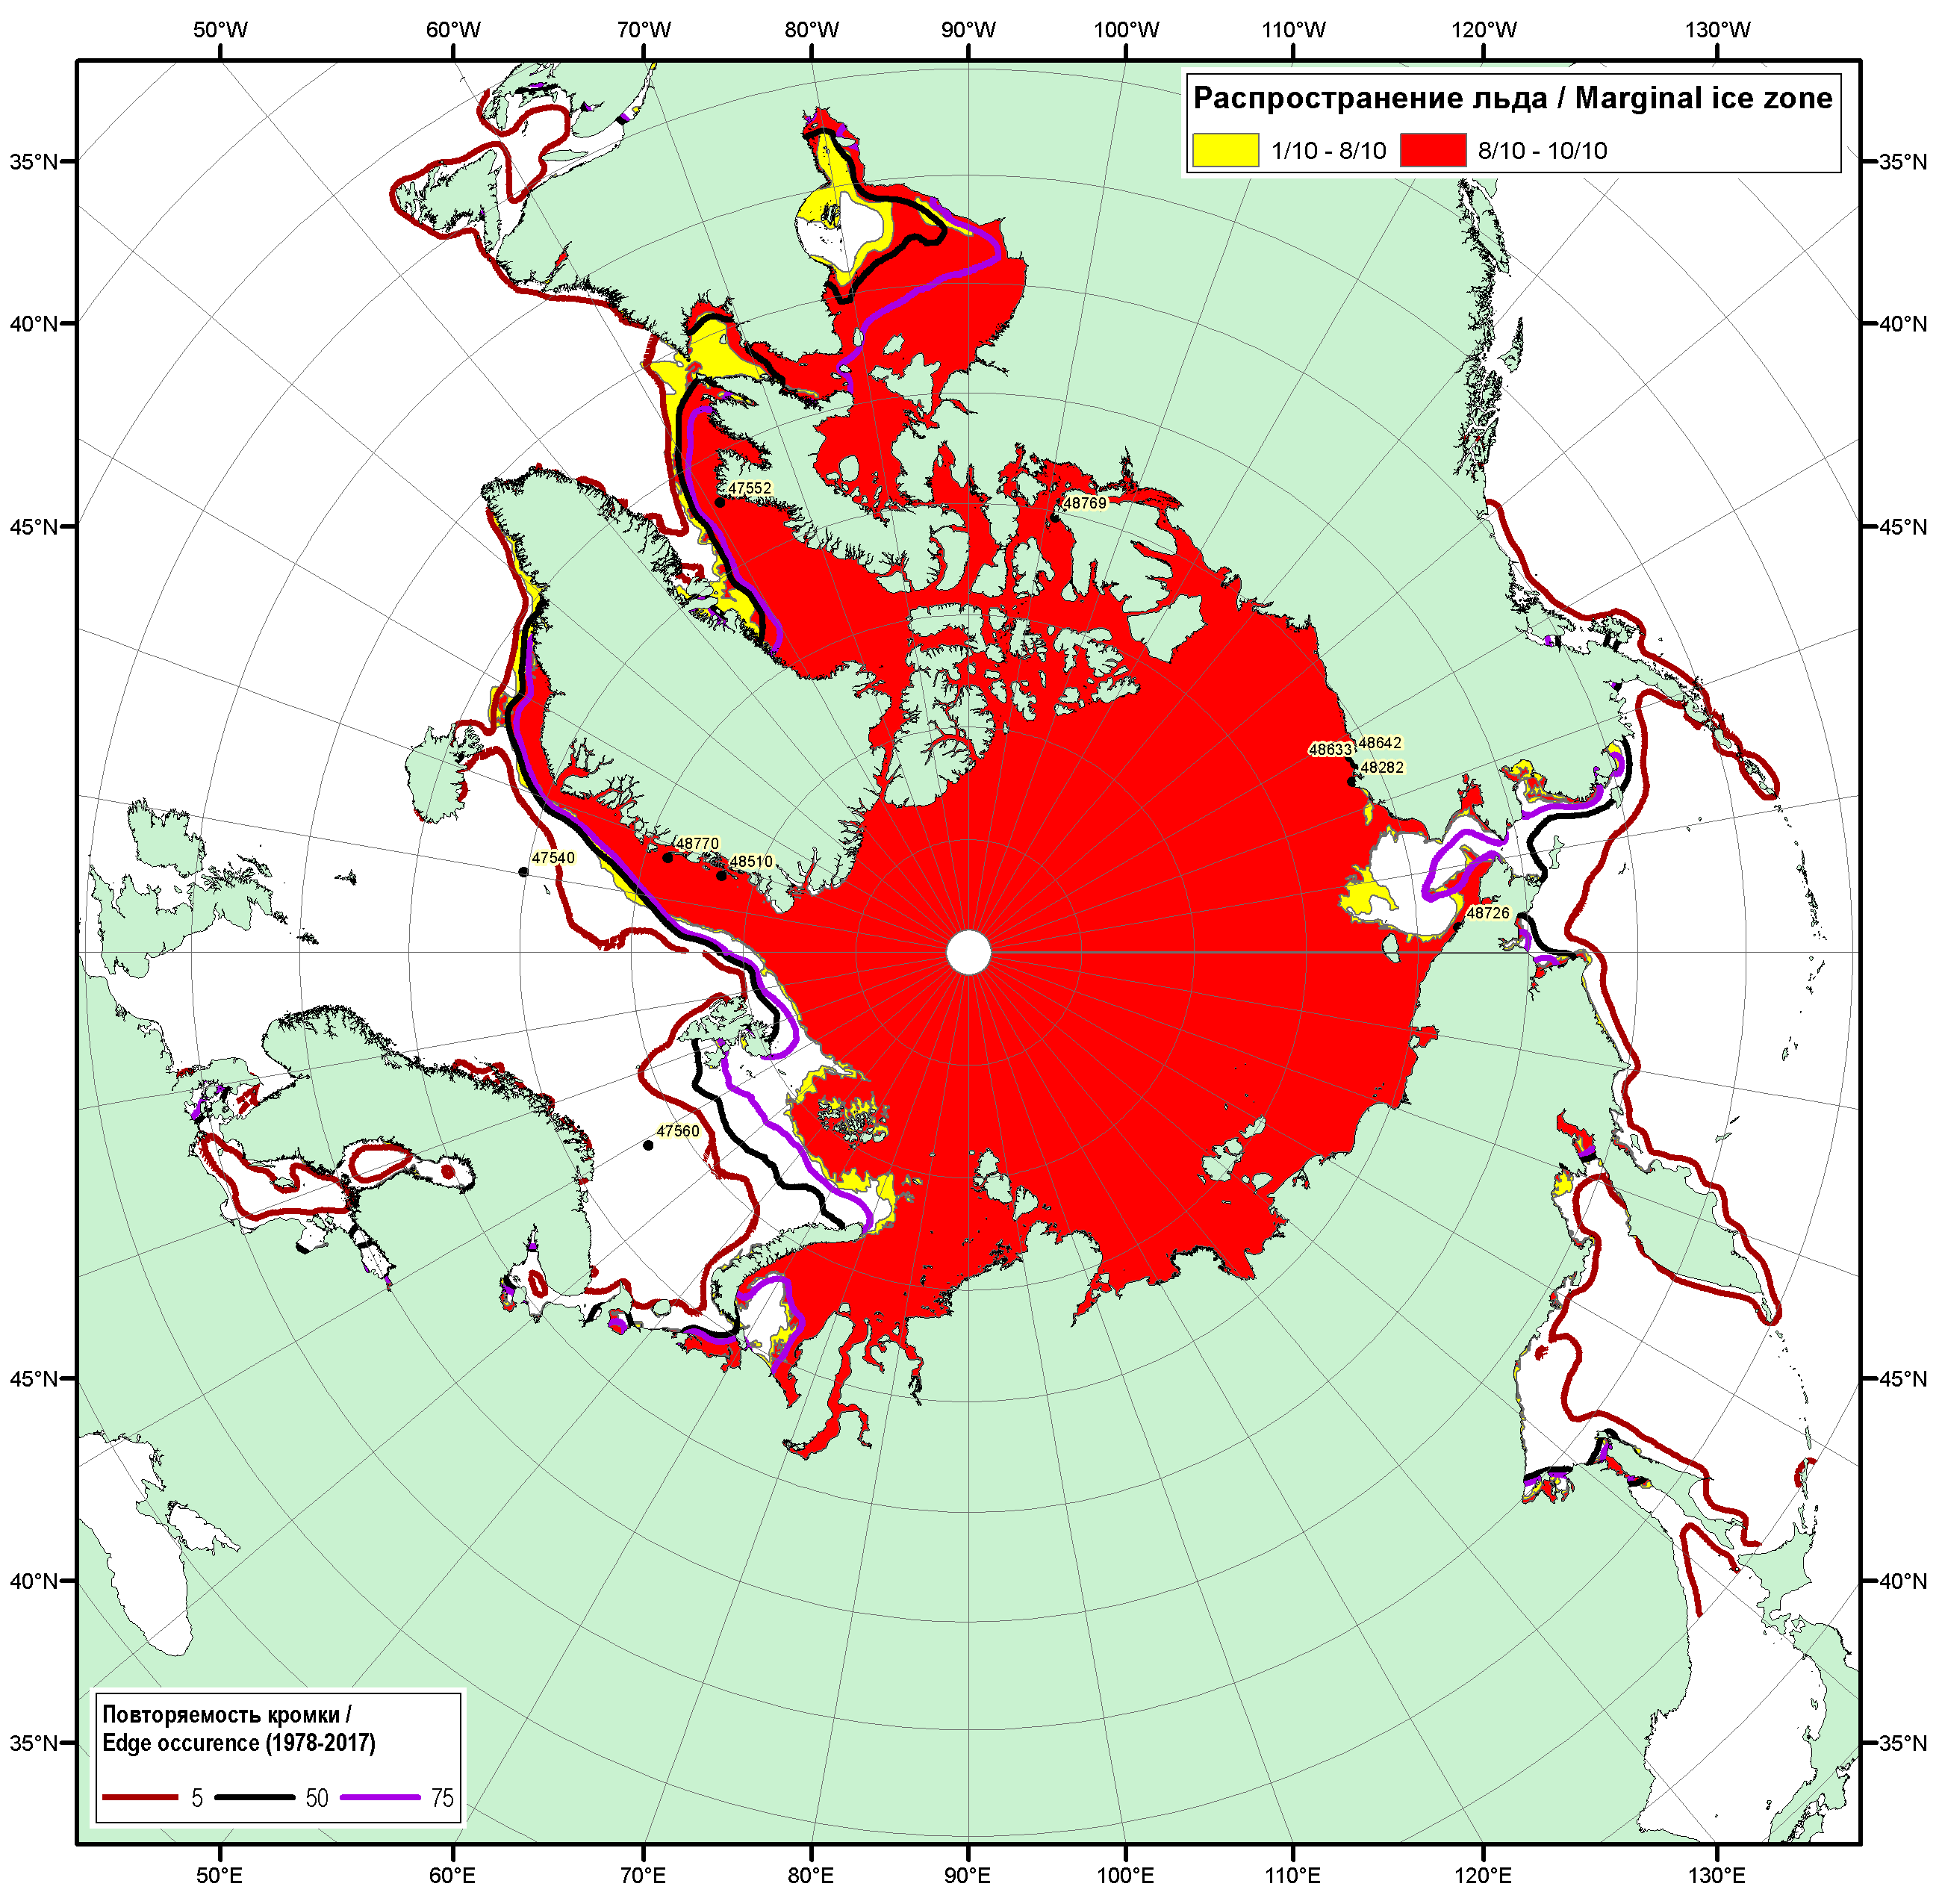 50°W 60°W 70°W 80°W 90°W 100°W 110°W 120°W 130°W
Распространение льда / Marginal ice zone
1/10 - 8/10 8/10 - 10/10
35°N 35°N
40°N 40°N
47552
48769
45°N 45°N
48633 48642
48282
48770
47540 48510
48726
47560
45°N 45°N
40°N 40°N
Повторяемость кромки /
Edge occurence (1978-2017)
35°N 35°N
5 50 75
50°E 60°E 70°E 80°E 90°E 100°E 110°E 120°E 130°E